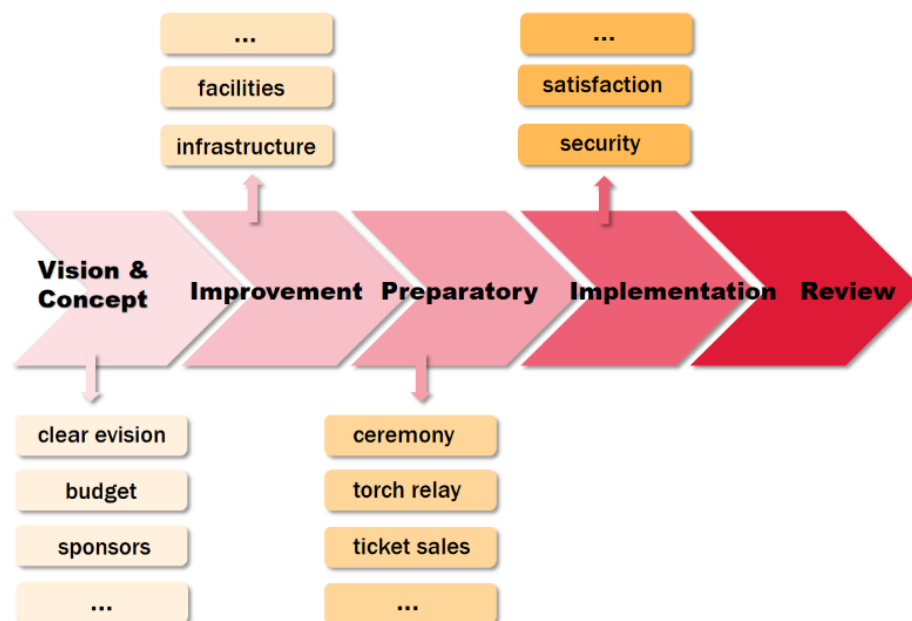 ...
facilities
infrastructure
...
satisfaction
security
Vision &
Concept
Improvement
Preparatory
Implementation
Review
clear evision
budget
sponsors
...
ceremony
torch relay
ticket sales
...